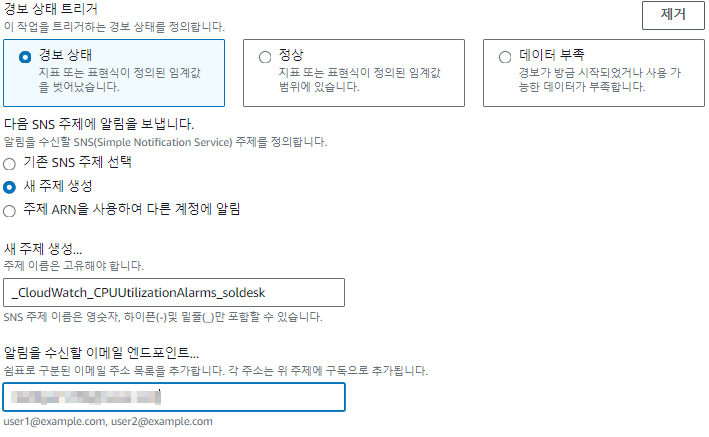 경보 상태 트리거
이 작업을 트리거하는 경보 상태를 정의합니다.
제거
경보 상태
지표 또는 표현식이 정의된 임계값
을 벗어났습니다.
정상
지표 또는 표현식이 정의된 임계값
범위에 있습니다.
데이터 부족
경보가 방금 시작되었거나 사용 가
능한 데이터가 부족합니다.
다음 SNS 주제에 알림을 보냅니다.
알림을 수신할 SNS(Simple Notification Service) 주제를 정의합니다.
기존 SNS 주제 선택
새 주제 생성
주제 ARN을 사용하여 다른 계정에 알림
새 주제 생성...
주제 이름은 고유해야 합니다.
_CloudWatch_CPUUtilizationAlarms_soldesk
SNS 주제 이름은 영숫자, 하이픈(-)및 밑줄(_)만 포함할 수 있습니다.
알림을 수신할 이메일 엔드포인트...
쉼표로 구분된 이메일 주소 목록을 추가합니다. 각 주소는 위 주제에 구독으로 추가됩니다.
user1@example.com, user2@example.com